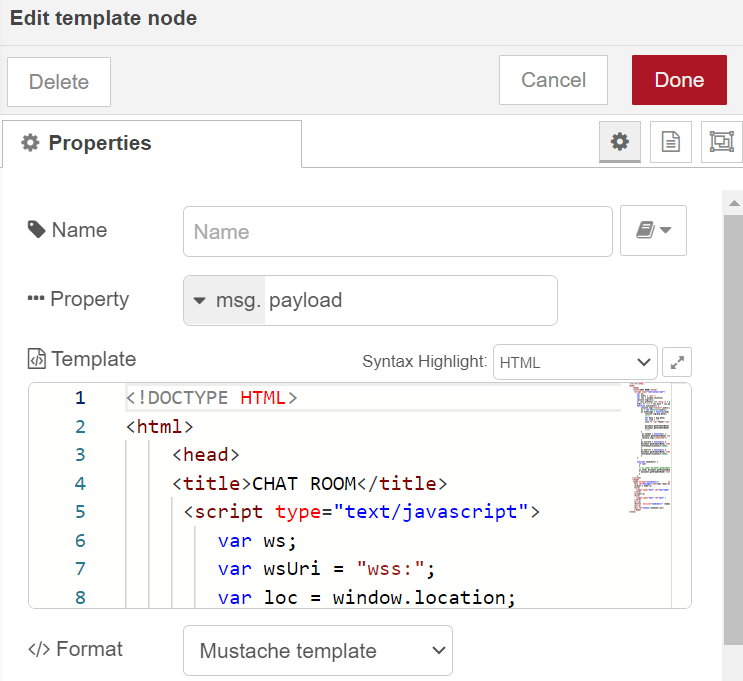 Edit template node
Delete
Cancel
Done
Properties
Name
Name
Property
msg. payload
Template
Syntax Highlight:
HTML
1 <!DOCTYPE HTML>
2 <html>
3 <head>
4 <title>CHAT ROOM</title>
5 <script type="text/javascript">
6 var ws;
7 var wsUri = "wss:";
8 var loc = window.location;
Format
Mustache template